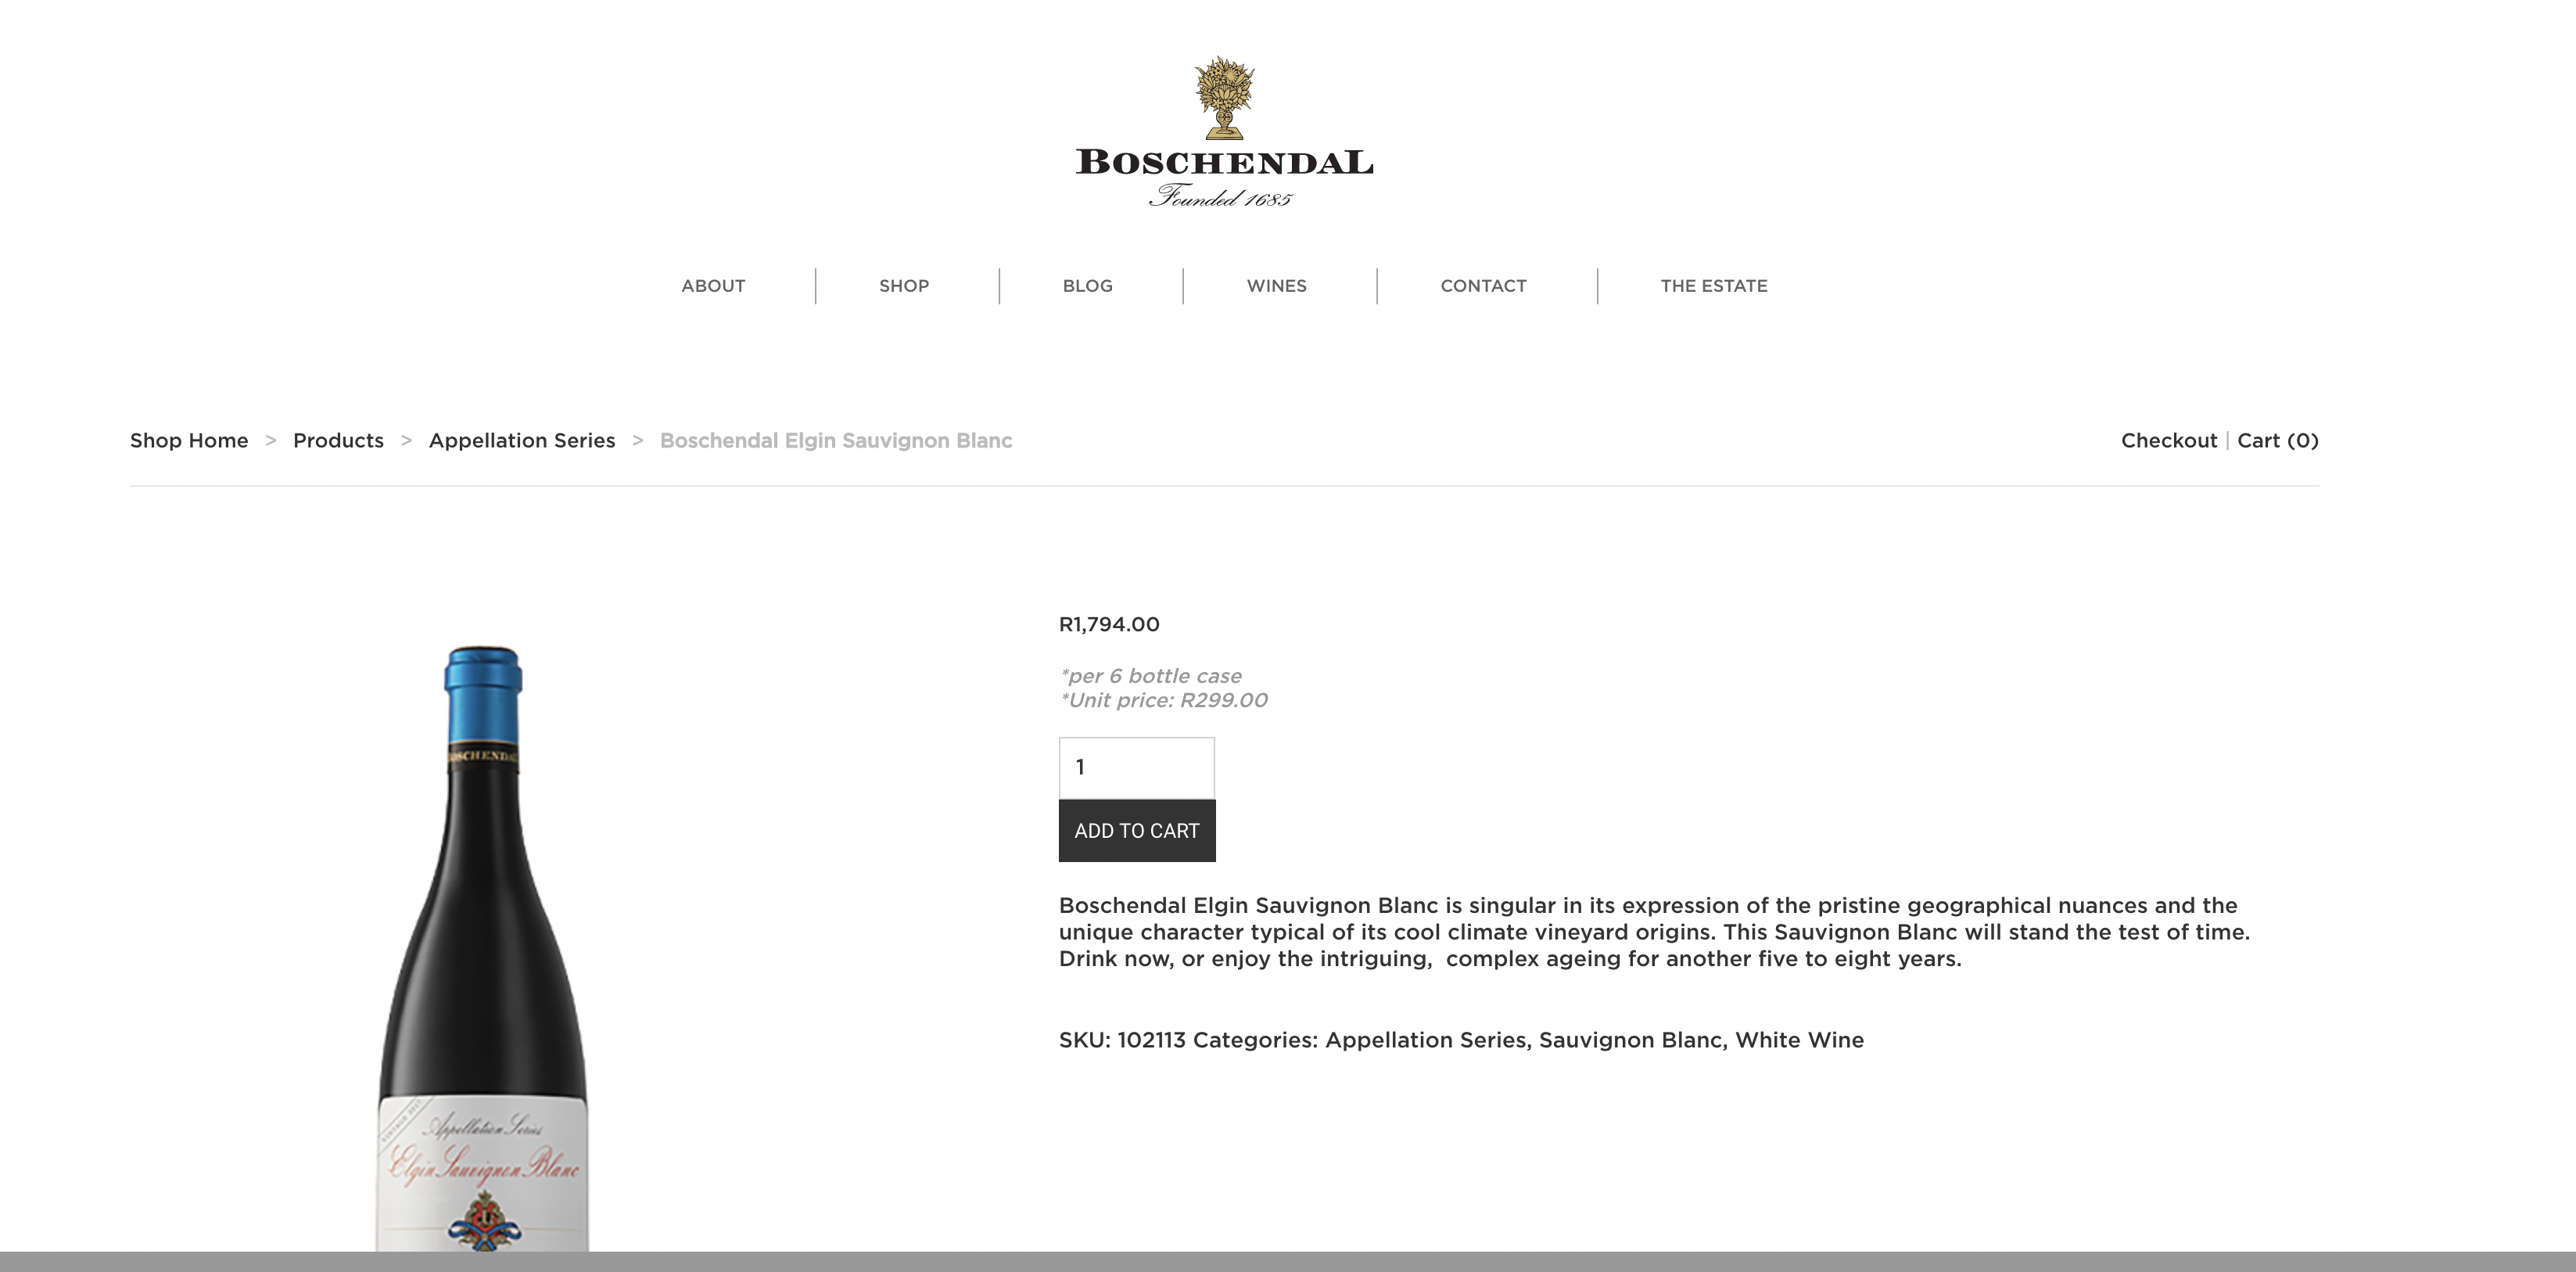 BOSCHENDAL
Founded 1685
ABOUT
SHOP
BLOG
WINES
CONTACT
THE ESTATE
Shop Home > Products > Appellation Series > Boschendal Elgin Sauvignon Blanc
Checkout | Cart (0)
R1,794.00
*per 6 bottle case
*Unit price: R299.00
1
ADD TO CART
Boschendal Elgin Sauvignon Blanc is singular in its expression of the pristine geographical nuances and the
unique character typical of its cool climate vineyard origins. This Sauvignon Blanc will stand the test of time.
Drink now, or enjoy the intriguing,  complex ageing for another five to eight years.
SKU: 102113 Categories: Appellation Series, Sauvignon Blanc, White Wine
BOSCHENDAL
Appellation Series
Elgin Sauvignon Blanc